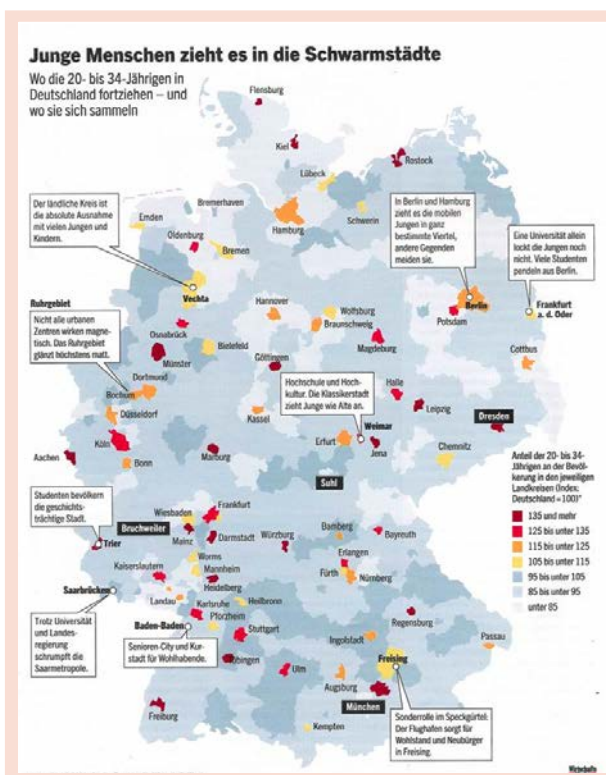 Junge Menschen zieht es in die Schwarmstädte
Wo die 20- bis 34-Jährigen in
Deutschland fortziehen – und
wo sie sich sammeln
Flensburg
Kiel
Rostock
Lübeck
Der ländliche Kreis ist
die absolute Ausnahme
mit vielen Jungen und
Kindern.
Emden
Bremerhaven
Hamburg
Schwerin
In Berlin und Hamburg
zieht es die mobilen
Jungen in ganz
bestimmte Viertel,
andere Gegenden
meiden sie.
Eine Universität allein
lockt die Jungen noch
nicht. Viele Studenten
pendeln aus Berlin.
Oldenburg
Bremen
Vechta
Berlin
Frankfurt
a. d. Oder
Potsdam
Ruhrgebiet
Nicht alle urbanen
Zentren wirken magne-
tisch. Das Ruhrgebiet
glänzt höchstens matt.
Hannover
Wolfsburg
Braunschweig
Osnabrück
Bielefeld
Magdeburg
Münster
Göttingen
Cottbus
Dortmund
Bochum
Hochschule und Hoch-
kultur. Die Klassikerstadt
zieht Junge wie Alte an.
Halle
Leipzig
Düsseldorf
Kassel
Weimar
Dresden
Köln
Erfurt
Jena
Chemnitz
Aachen
Bonn
Marburg
Suhl
Anteil der 20- bis 34-
Jährigen an der Bevöl-
kerung in den jeweiligen
Landkreisen (Index:
Deutschland = 100)*
135 und mehr
125 bis unter 135
115 bis unter 125
105 bis unter 115
95 bis unter 105
85 bis unter 95
unter 85
Studenten bevölkern
die geschichts-
trächtige Stadt.
Wiesbaden
Frankfurt
Bruchweiler
Mainz
Darmstadt
Würzburg
Bamberg
Bayreuth
Trier
Worms
Mannheim
Erlangen
Kaiserslautern
Heidelberg
Fürth
Nürnberg
Saarbrücken
Landau
Karlsruhe
Heilbronn
Pforzheim
Regensburg
Baden-Baden
Stuttgart
Ingolstadt
Passau
Trotz Universität
und Landes-
regierung
schrumpft die
Saarmetropole.
Senioren-City und Kur-
stadt für Wohlhabende.
Tübingen
Ulm
Freising
Augsburg
München
Freiburg
Kempten
Sonderrolle im Speckgürtel:
Der Flughafen sorgt für
Wohlstand und Neubürger
in Freising.